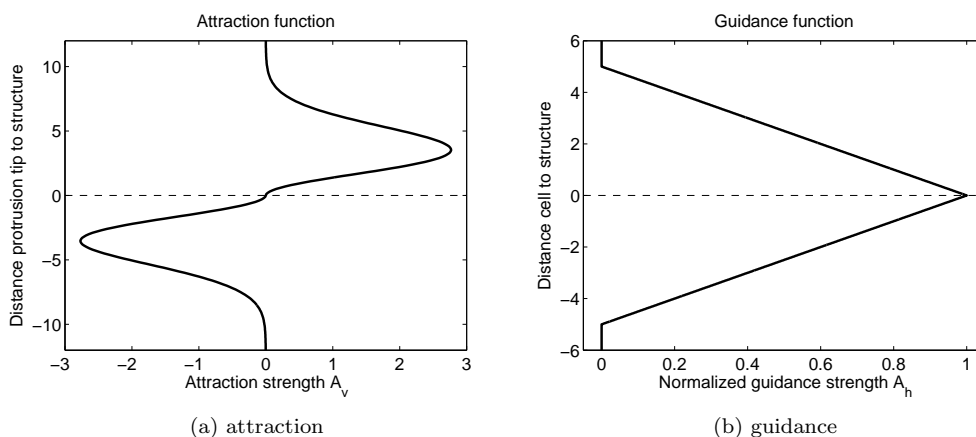 Attraction function
Distance protrusion tip to structure
10
5
0
−5
−10
−3 −2 −1 0 1 2 3
Attraction strength A_v
(a) attraction
Guidance function
Distance cell to structure
6
4
2
0
−2
−4
−6
0 0.2 0.4 0.6 0.8 1
Normalized guidance strength A_h
(b) guidance